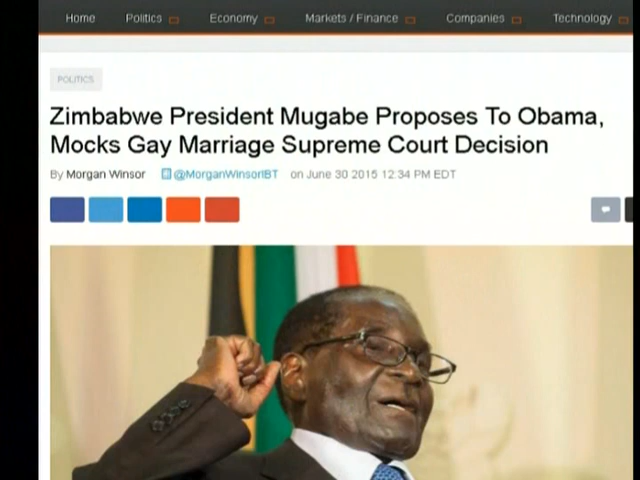 Home Politics Economy Markets / Finance Companies Technology
POLITICS
Zimbabwe President Mugabe Proposes To Obama,
Mocks Gay Marriage Supreme Court Decision
By Morgan Winsor @MorganWinsorIBT on June 30 2015 12:34 PM EDT